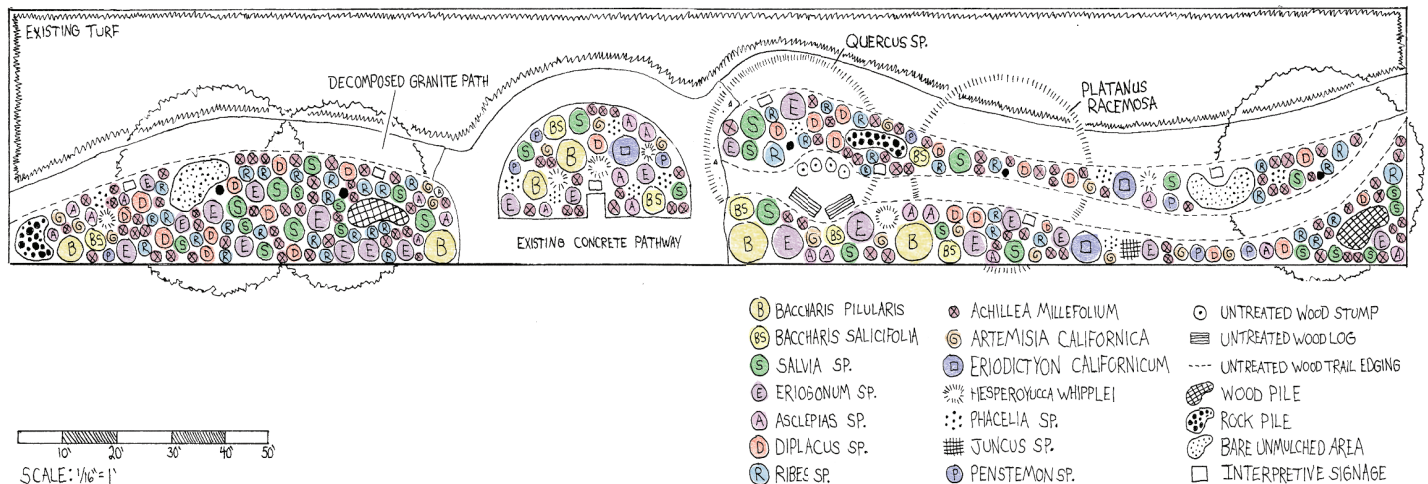 EXISTING TURF
QUERCUS SP.
DECOMPOSED GRANITE PATH
PLATANUS
RACEMOSA
EXISTING CONCRETE PATHWAY
B BACCHARIS PILULARIS
BS BACCHARIS SALICIFOLIA
S SALVIA SP.
E ERIOGONUM SP.
A ASCLEPIAS SP.
D DIPLACUS SP.
R RIBES SP.
ACHILLEA MILLEFOLIUM
ARTEMISIA CALIFORNICA
ERIODICTYON CALIFORNICUM
HESPEROYUCCA WHIPPLEI
PHACELIA SP.
JUNCUS SP.
P PENSTEMON SP.
UNTREATED WOOD STUMP
UNTREATED WOOD LOG
UNTREATED WOOD TRAIL EDGING
WOOD PILE
ROCK PILE
BARE UNMULCHED AREA
INTERPRETIVE SIGNAGE
10' 20' 30' 40' 50'
SCALE: 1/16"=1'